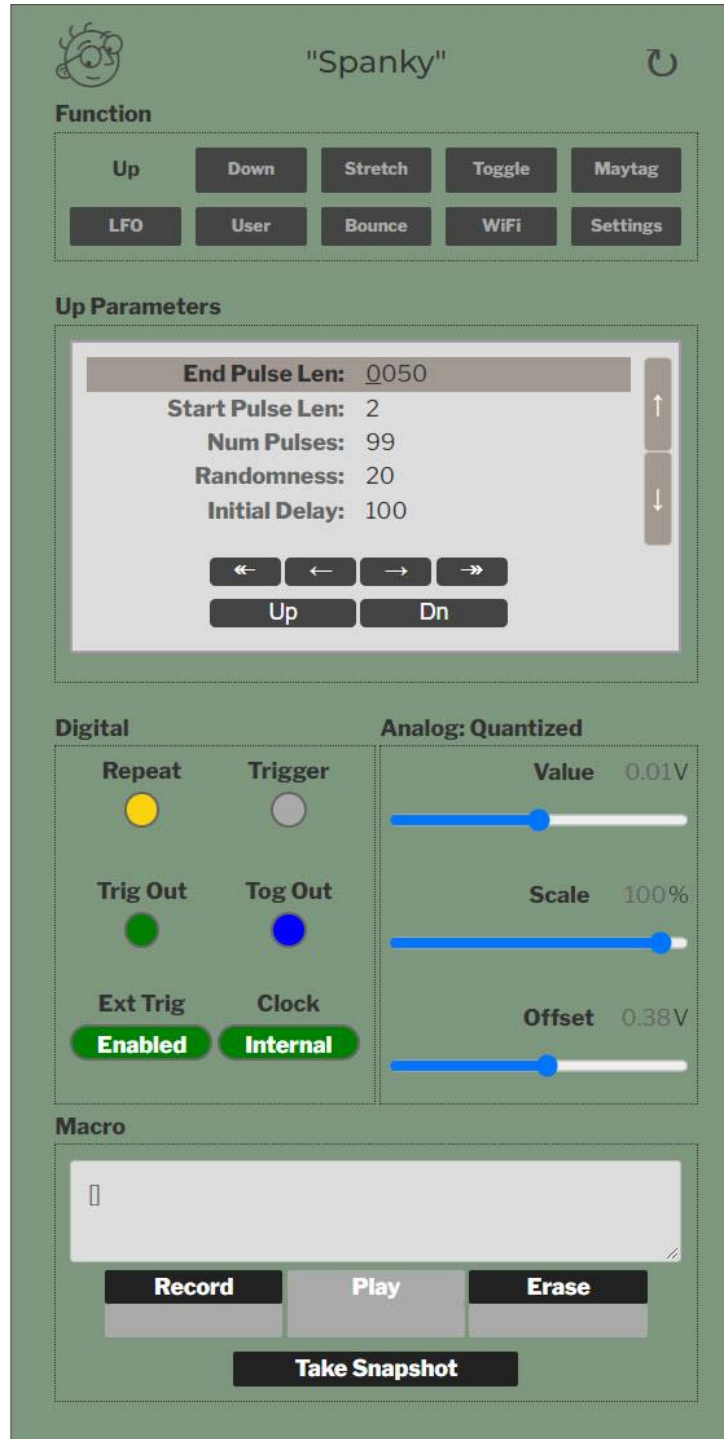 "Spanky" ↻
Function
Up Down Stretch Toggle Maytag
LFO User Bounce WiFi Settings
Up Parameters
End Pulse Len: 0050
Start Pulse Len: 2
Num Pulses: 99
Randomness: 20
Initial Delay: 100
↑
↓
↞ ← → ↠
Up Dn
Digital Analog: Quantized
Repeat Trigger Value 0.01V
Trig Out Tog Out Scale 100%
Ext Trig Clock Offset 0.38V
Enabled Internal
Macro
[]
Record Play Erase
Take Snapshot